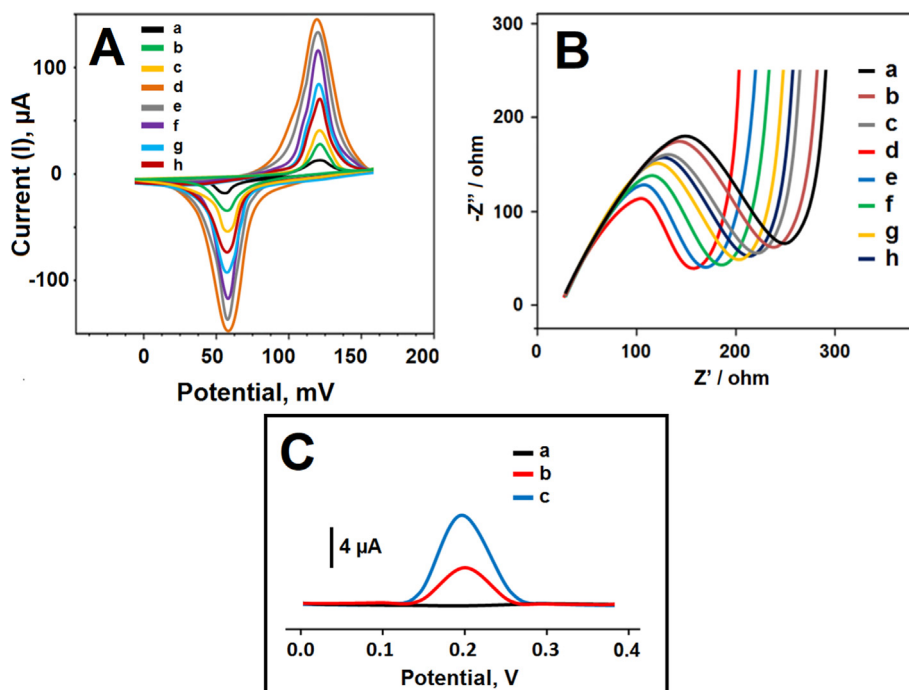 A
a
b
c
d
e
f
g
h
100
0
-100
Current (I), µA
0 50 100 150 200
Potential, mV
B
300
200
100
0
-Z" / ohm
a
b
c
d
e
f
g
h
0 100 200 300
Z' / ohm
C
a
b
c
4 µA
0.0 0.1 0.2 0.3 0.4
Potential, V